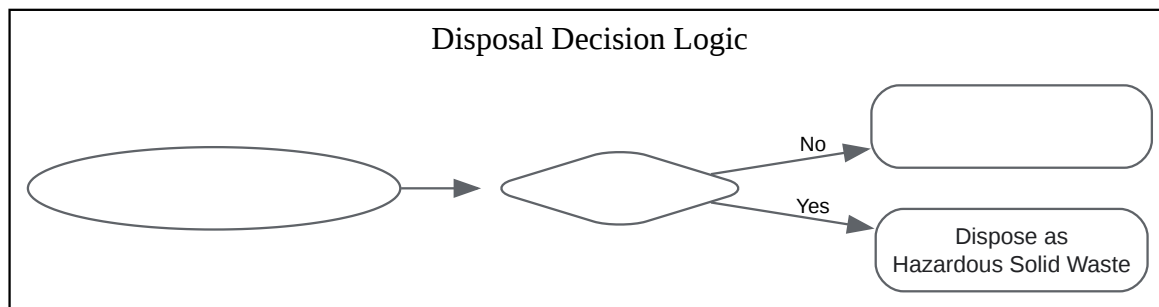 Disposal Decision Logic
No
Yes
Dispose as
Hazardous Solid Waste